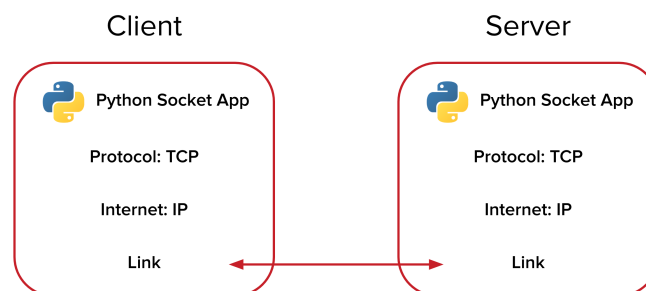 Client
Server
Python Socket App
Protocol: TCP
Internet: IP
Link
Python Socket App
Protocol: TCP
Internet: IP
Link